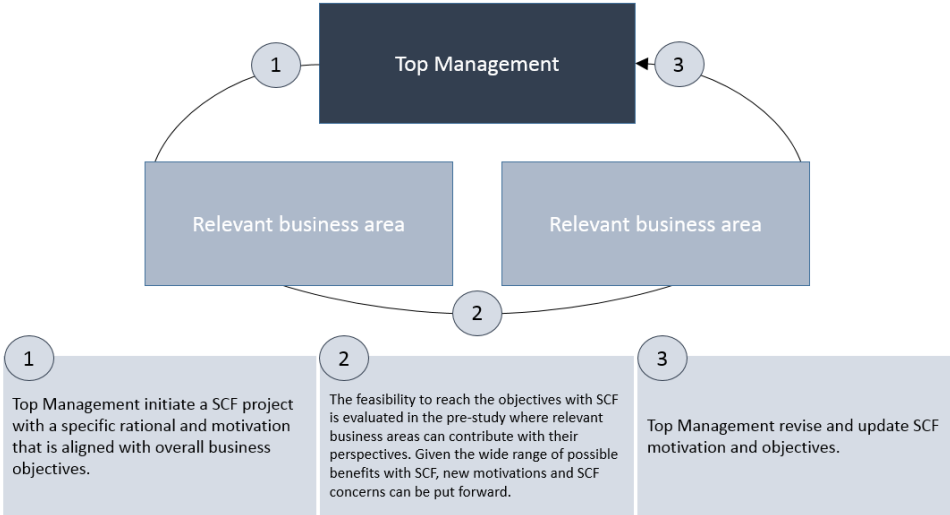 Top Management
1
3
Relevant business area
Relevant business area
2
1
Top Management initiate a SCF project
with a specific rational and motivation
that is aligned with overall business
objectives.
2
The feasibility to reach the objectives with SCF
is evaluated in the pre-study where relevant
business areas can contribute with their
perspectives. Given the wide range of possible
benefits with SCF, new motivations and SCF
concerns can be put forward.
3
Top Management revise and update SCF
motivation and objectives.